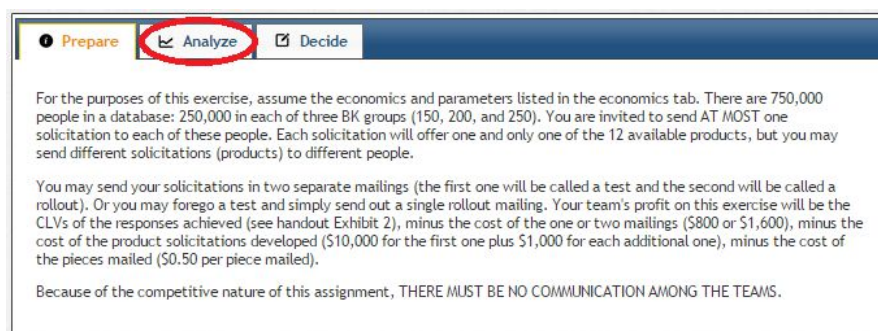 Prepare Analyze Decide
For the purposes of this exercise, assume the economics and parameters listed in the economics tab. There are 750,000
people in a database: 250,000 in each of three BK groups (150, 200, and 250). You are invited to send AT MOST one
solicitation to each of these people. Each solicitation will offer one and only one of the 12 available products, but you may
send different solicitations (products) to different people.
You may send your solicitations in two separate mailings (the first one will be called a test and the second will be called a
rollout). Or you may forego a test and simply send out a single rollout mailing. Your team's profit on this exercise will be the
CLVs of the responses achieved (see handout Exhibit 2), minus the cost of the one or two mailings ($800 or $1,600), minus the
cost of the product solicitations developed ($10,000 for the first one plus $1,000 for each additional one), minus the cost of
the pieces mailed ($0.50 per piece mailed).
Because of the competitive nature of this assignment, THERE MUST BE NO COMMUNICATION AMONG THE TEAMS.